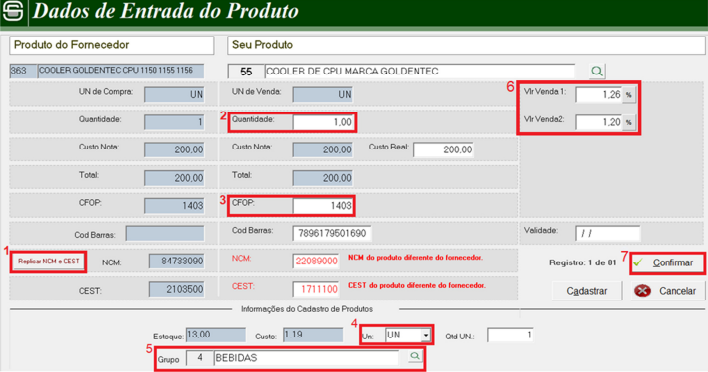 Dados de Entrada do Produto
Produto do Fornecedor
Seu Produto
363 COOLER GOLDENTEC CPU 1150 1155 1156
55 COOLER DE CPU MARCA GOLDENTEC
UN de Compra: UN
UN de Venda: UN
6 Vlr Venda 1: 1,26 %
Quantidade: 1
2 Quantidade: 1,00
Vlr Venda2: 1,20 %
Custo Nota: 200,00
Custo Nota: 200,00
Custo Real: 200,00
Total: 200,00
Total: 200,00
CFOP: 1403
3 CFOP: 1403
Cod Barras:
Cod Barras: 7896179501690
Validade: / /
1 Replicar NCM e CEST
NCM: 84733090
NCM: 22089000 NCM do produto diferente do fornecedor.
Registro: 1 de 01
7 Confirmar
CEST: 2103500
CEST: 1711100 CEST do produto diferente do fornecedor.
Cadastrar
Cancelar
Informações do Cadastro de Produtos
Estoque: 13,00 Custo: 1,19 4 Un: UN Qtd UN.: 1
5 Grupo 4 BEBIDAS